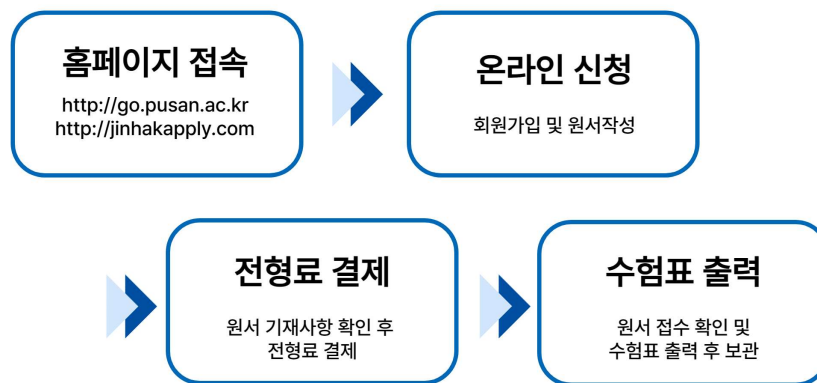 홈페이지 접속
http://go.pusan.ac.kr
http://jinhakapply.com
온라인 신청
회원가입 및 원서작성
전형료 결제
원서 기재사항 확인 후
전형료 결제
수험표 출력
원서 접수 확인 및
수험표 출력 후 보관